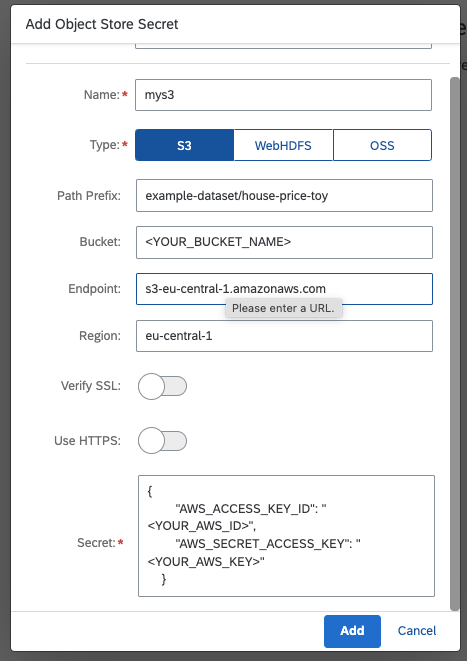 Add Object Store Secret
Name:*
mys3
Type:*
S3
WebHDFS
OSS
Path Prefix:
example-dataset/house-price-toy
Bucket:
<YOUR_BUCKET_NAME>
Endpoint:
s3-eu-central-1.amazonaws.com
Please enter a URL.
Region:
eu-central-1
Verify SSL:
Use HTTPS:
Secret:*
{
"AWS_ACCESS_KEY_ID": "
<YOUR_AWS_ID>",
"AWS_SECRET_ACCESS_KEY": "
<YOUR_AWS_KEY>"
}
Add
Cancel